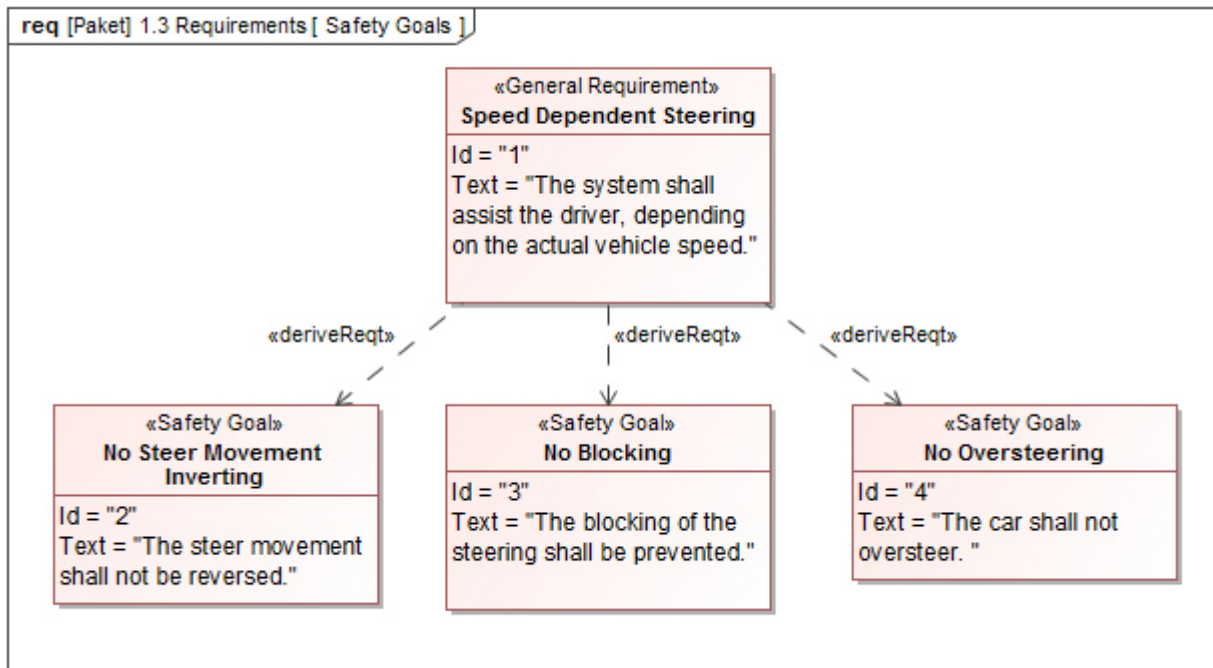 req [Paket] 1.3 Requirements [ Safety Goals ]
«General Requirement»
Speed Dependent Steering
Id = "1"
Text = "The system shall
assist the driver, depending
on the actual vehicle speed."
«deriveReqt»
«deriveReqt»
«deriveReqt»
«Safety Goal»
No Steer Movement
Inverting
Id = "2"
Text = "The steer movement
shall not be reversed."
«Safety Goal»
No Blocking
Id = "3"
Text = "The blocking of the
steering shall be prevented."
«Safety Goal»
No Oversteering
Id = "4"
Text = "The car shall not
oversteer. "